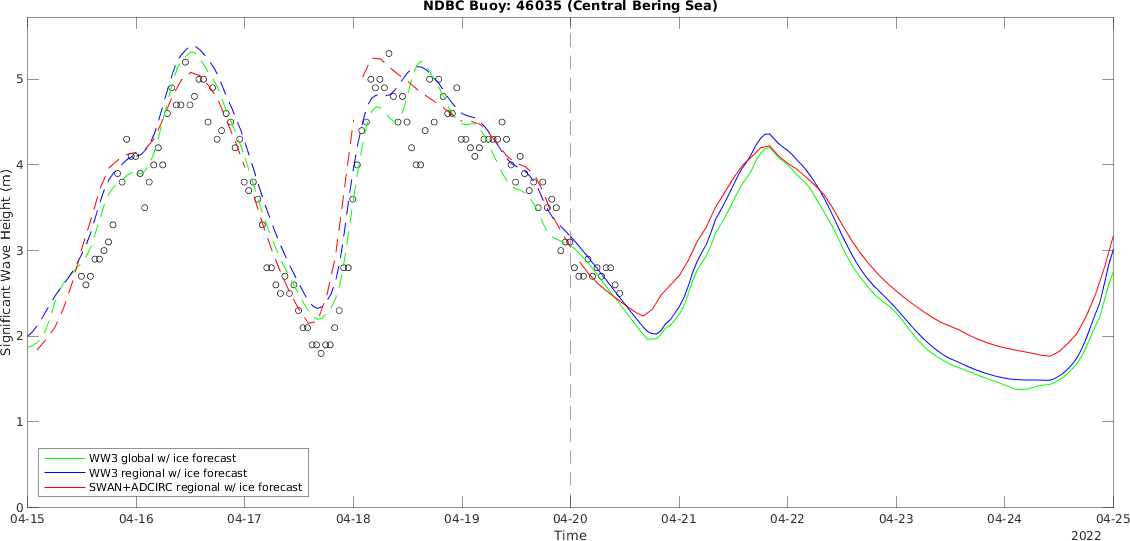 NDBC Buoy: 46035 (Central Bering Sea)
Significant Wave Height (m)
5
4
3
2
1
0
WW3 global w/ ice forecast
WW3 regional w/ ice forecast
SWAN+ADCIRC regional w/ ice forecast
04-15 04-16 04-17 04-18 04-19 04-20 04-21 04-22 04-23 04-24 04-25
Time
2022